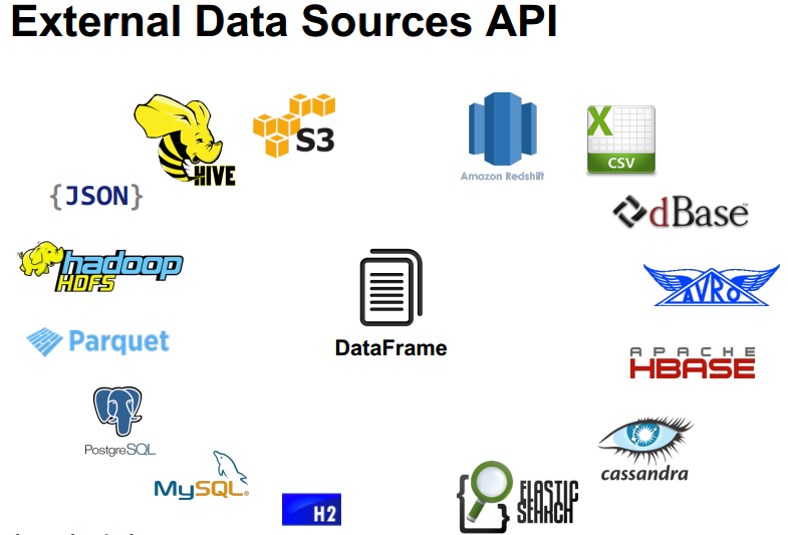 External Data Sources API
HIVE
S3
Amazon Redshift
X
CSV
{JSON}
dBase™
hadoop
HDFS
AVRO
DataFrame
Parquet
APACHE
HBASE
PostgreSQL
cassandra
MySQL®
H2
ELASTIC
SEARCH